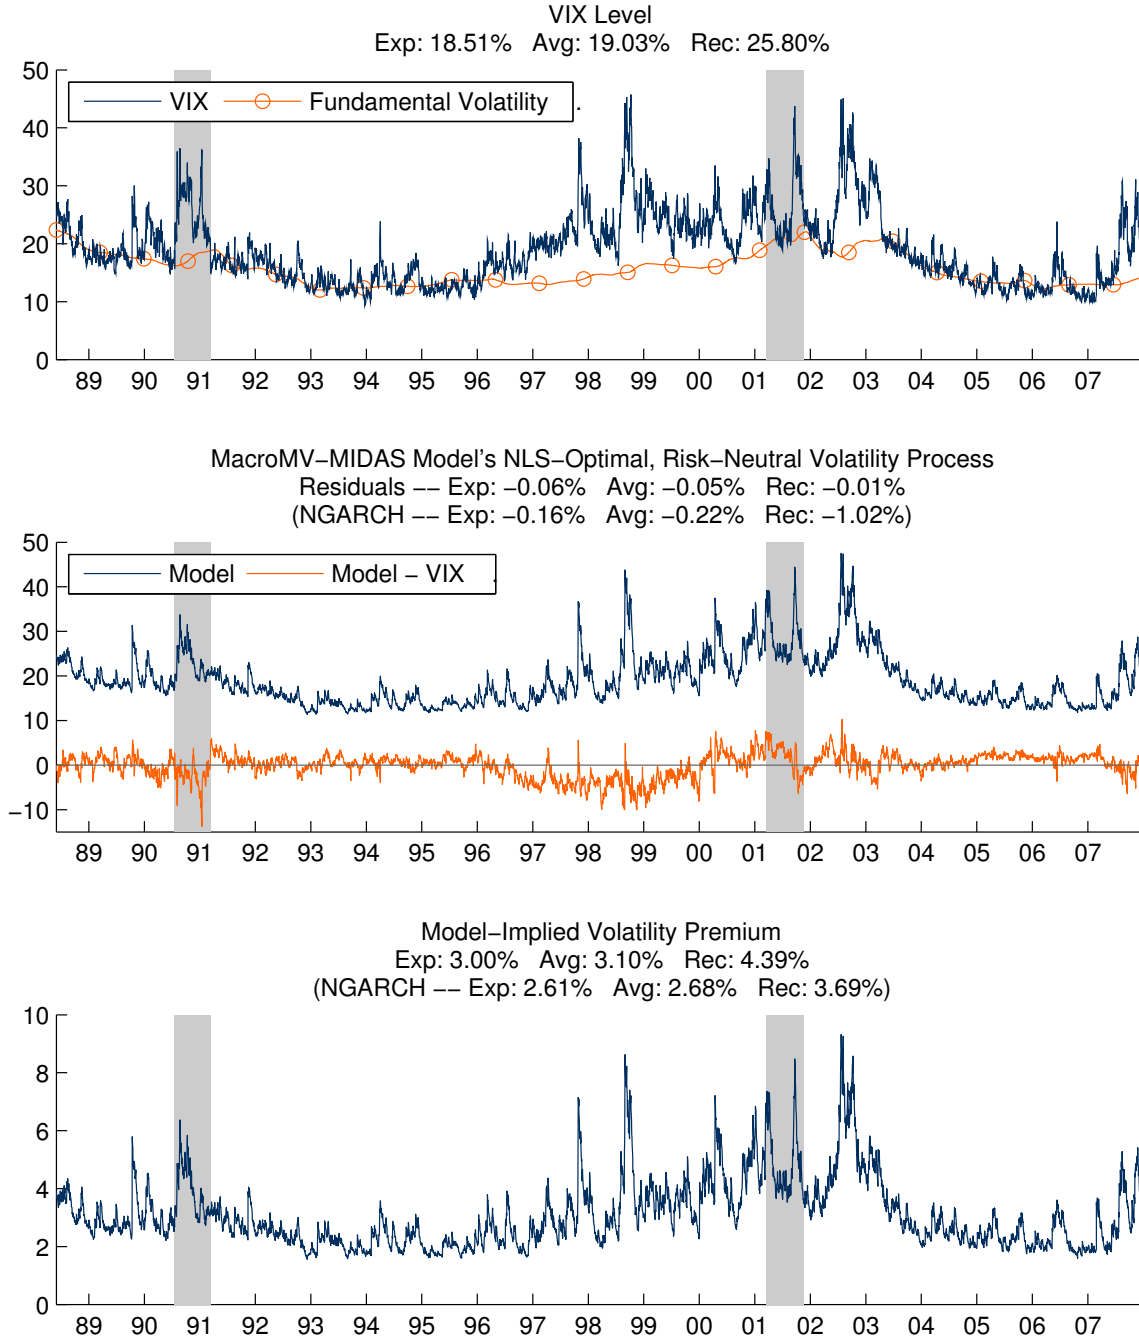 VIX Level
Exp: 18.51% Avg: 19.03% Rec: 25.80%
50
40
30
20
10
0
VIX Fundamental Volatility .
89 90 91 92 93 94 95 96 97 98 99 00 01 02 03 04 05 06 07
MacroMV−MIDAS Model's NLS−Optimal, Risk−Neutral Volatility Process
Residuals −− Exp: −0.06% Avg: −0.05% Rec: −0.01%
(NGARCH −− Exp: −0.16% Avg: −0.22% Rec: −1.02%)
50
40
30
20
10
0
−10
Model Model − VIX .
89 90 91 92 93 94 95 96 97 98 99 00 01 02 03 04 05 06 07
Model−Implied Volatility Premium
Exp: 3.00% Avg: 3.10% Rec: 4.39%
(NGARCH −− Exp: 2.61% Avg: 2.68% Rec: 3.69%)
10
8
6
4
2
0
89 90 91 92 93 94 95 96 97 98 99 00 01 02 03 04 05 06 07